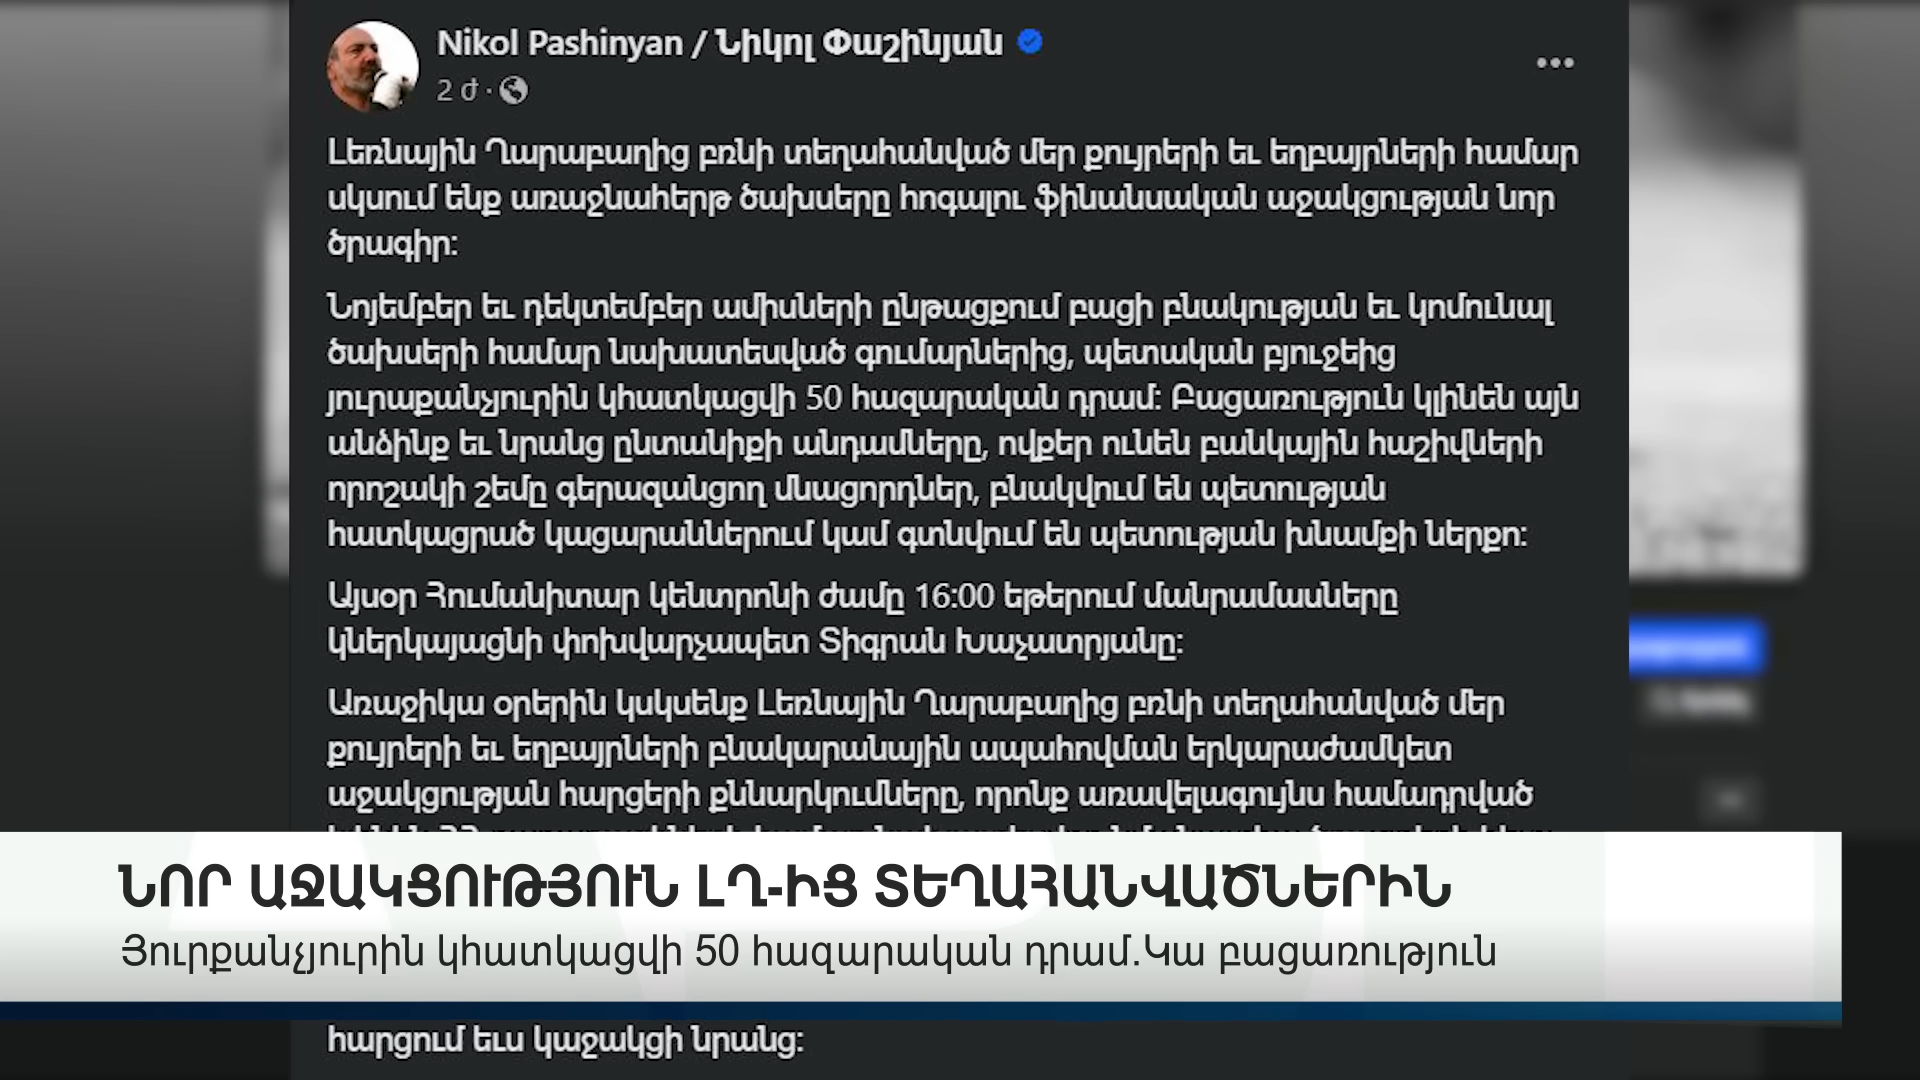 Nikol Pashinyan / Նիկոլ Փաշինյան
2 ժ ·
Լեռնային Ղարաբաղից բռնի տեղահանված մեր քույրերի եւ եղբայրների համար
սկսում ենք առաջնահերթ ծախսերը հոգալու ֆինանսական աջակցության նոր
ծրագիր:
Նոյեմբեր եւ դեկտեմբեր ամիսների ընթացքում բացի բնակության եւ կոմունալ
ծախսերի համար նախատեսված գումարներից, պետական բյուջեից
յուրաքանչյուրին կհատկացվի 50 հազարական դրամ: Բացառություն կլինեն այն
անձինք եւ նրանց ընտանիքի անդամները, ովքեր ունեն բանկային հաշիվների
որոշակի շեմը գերազանցող մնացորդներ, բնակվում են պետության
հատկացրած կացարաններում կամ գտնվում են պետության խնամքի ներքո:
Այսօր Հումանիտար կենտրոնի ժամը 16:00 եթերում մանրամասները
կներկայացնի փոխվարչապետ Տիգրան Խաչատրյանը:
Առաջիկա օրերին կսկսենք Լեռնային Ղարաբաղից բռնի տեղահանված մեր
քույրերի եւ եղբայրների բնակարանային ապահովման երկարաժամկետ
աջակցության հարցերի քննարկումները, որոնք առավելագույնս համադրված
ՆՈՐ ԱՋԱԿՑՈՒԹՅՈՒՆ ԼՂ-ԻՑ ՏԵՂԱՀԱՆՎԱԾՆԵՐԻՆ
Յուրքանչյուրին կհատկացվի 50 հազարական դրամ.Կա բացառություն
հարցում եւս կաջակցի նրանց: